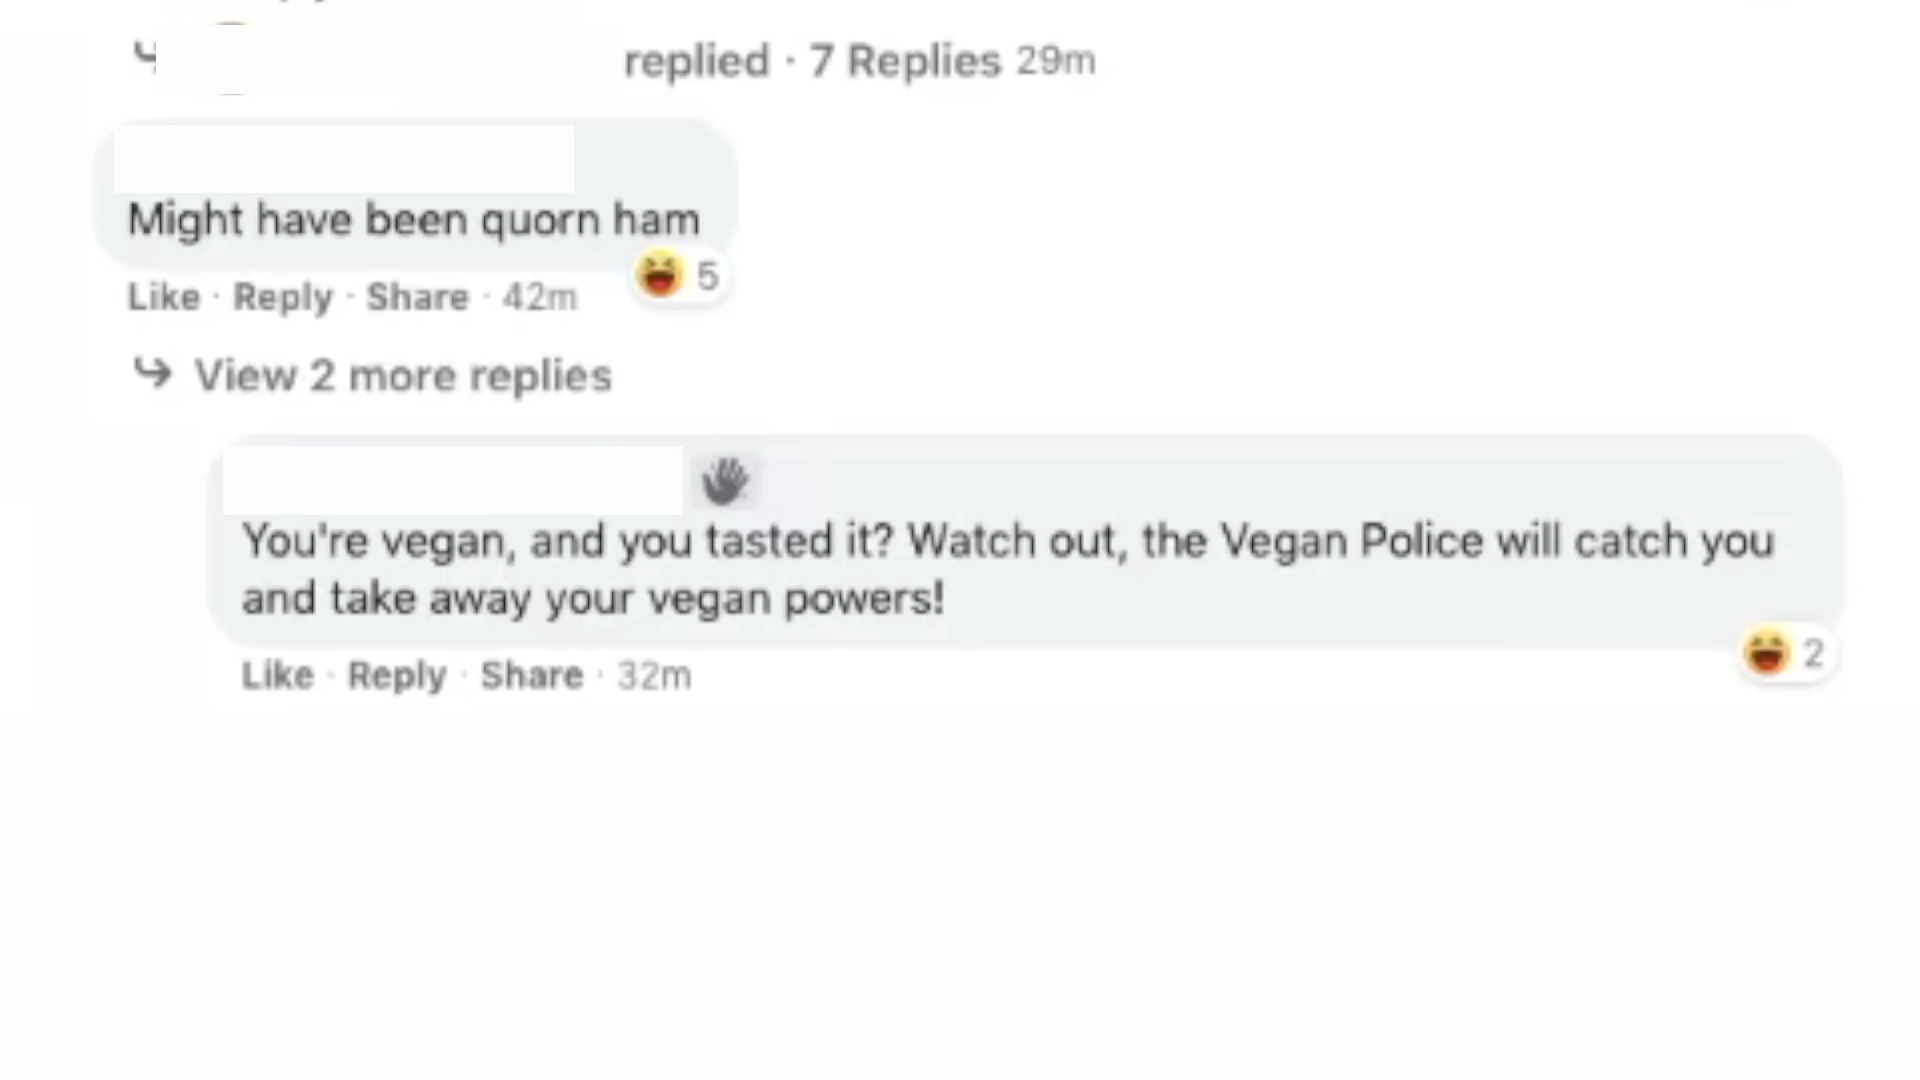 replied · 7 Replies 29m
Might have been quorn ham
5
Like · Reply · Share · 42m
View 2 more replies
You're vegan, and you tasted it? Watch out, the Vegan Police will catch you
and take away your vegan powers!
2
Like · Reply · Share · 32m